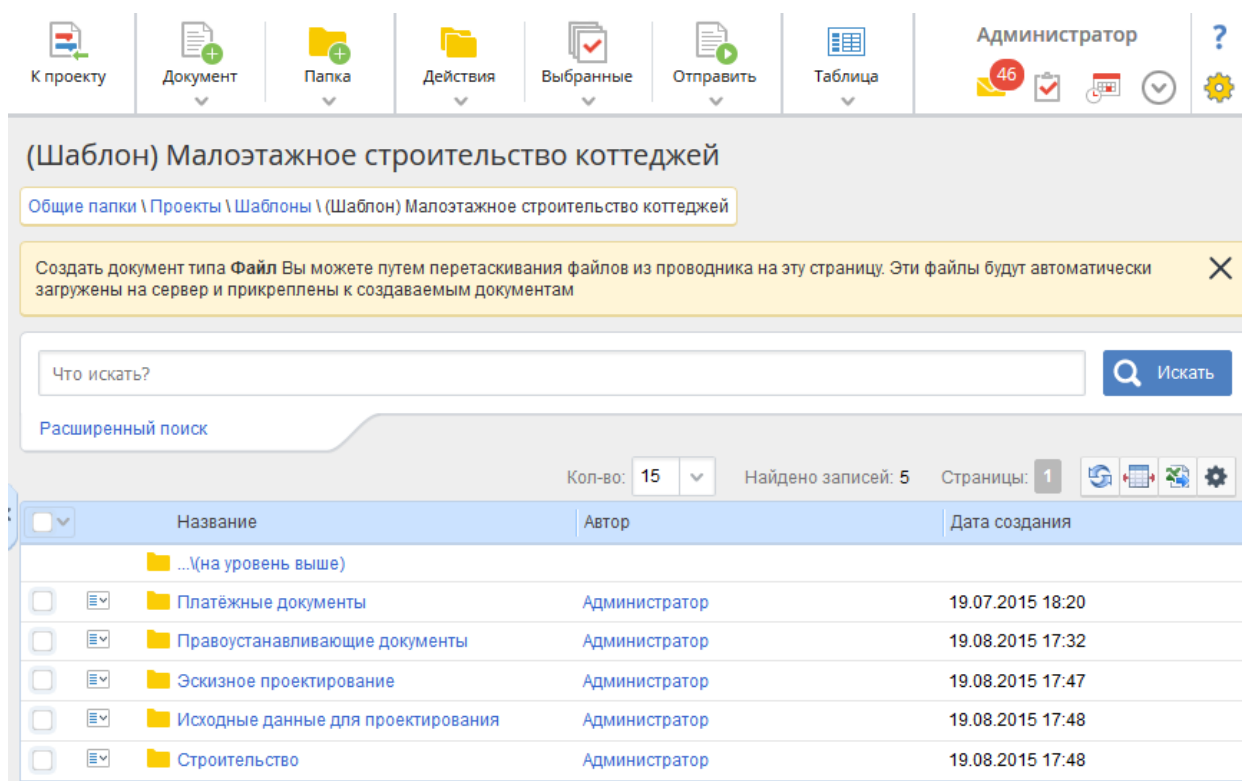 Администратор
?
К проекту
Документ
Папка
Действия
Выбранные
Отправить
Таблица
46
(Шаблон) Малоэтажное строительство коттеджей
Общие папки \ Проекты \ Шаблоны \ (Шаблон) Малоэтажное строительство коттеджей
Создать документ типа Файл Вы можете путем перетаскивания файлов из проводника на эту страницу. Эти файлы будут автоматически
загружены на сервер и прикреплены к создаваемым документам
Что искать?
Искать
Расширенный поиск
Кол-во: 15 Найдено записей: 5 Страницы: 1
Название Автор Дата создания
...\(на уровень выше)
Платёжные документы Администратор 19.07.2015 18:20
Правоустанавливающие документы Администратор 19.08.2015 17:32
Эскизное проектирование Администратор 19.08.2015 17:47
Исходные данные для проектирования Администратор 19.08.2015 17:48
Строительство Администратор 19.08.2015 17:48